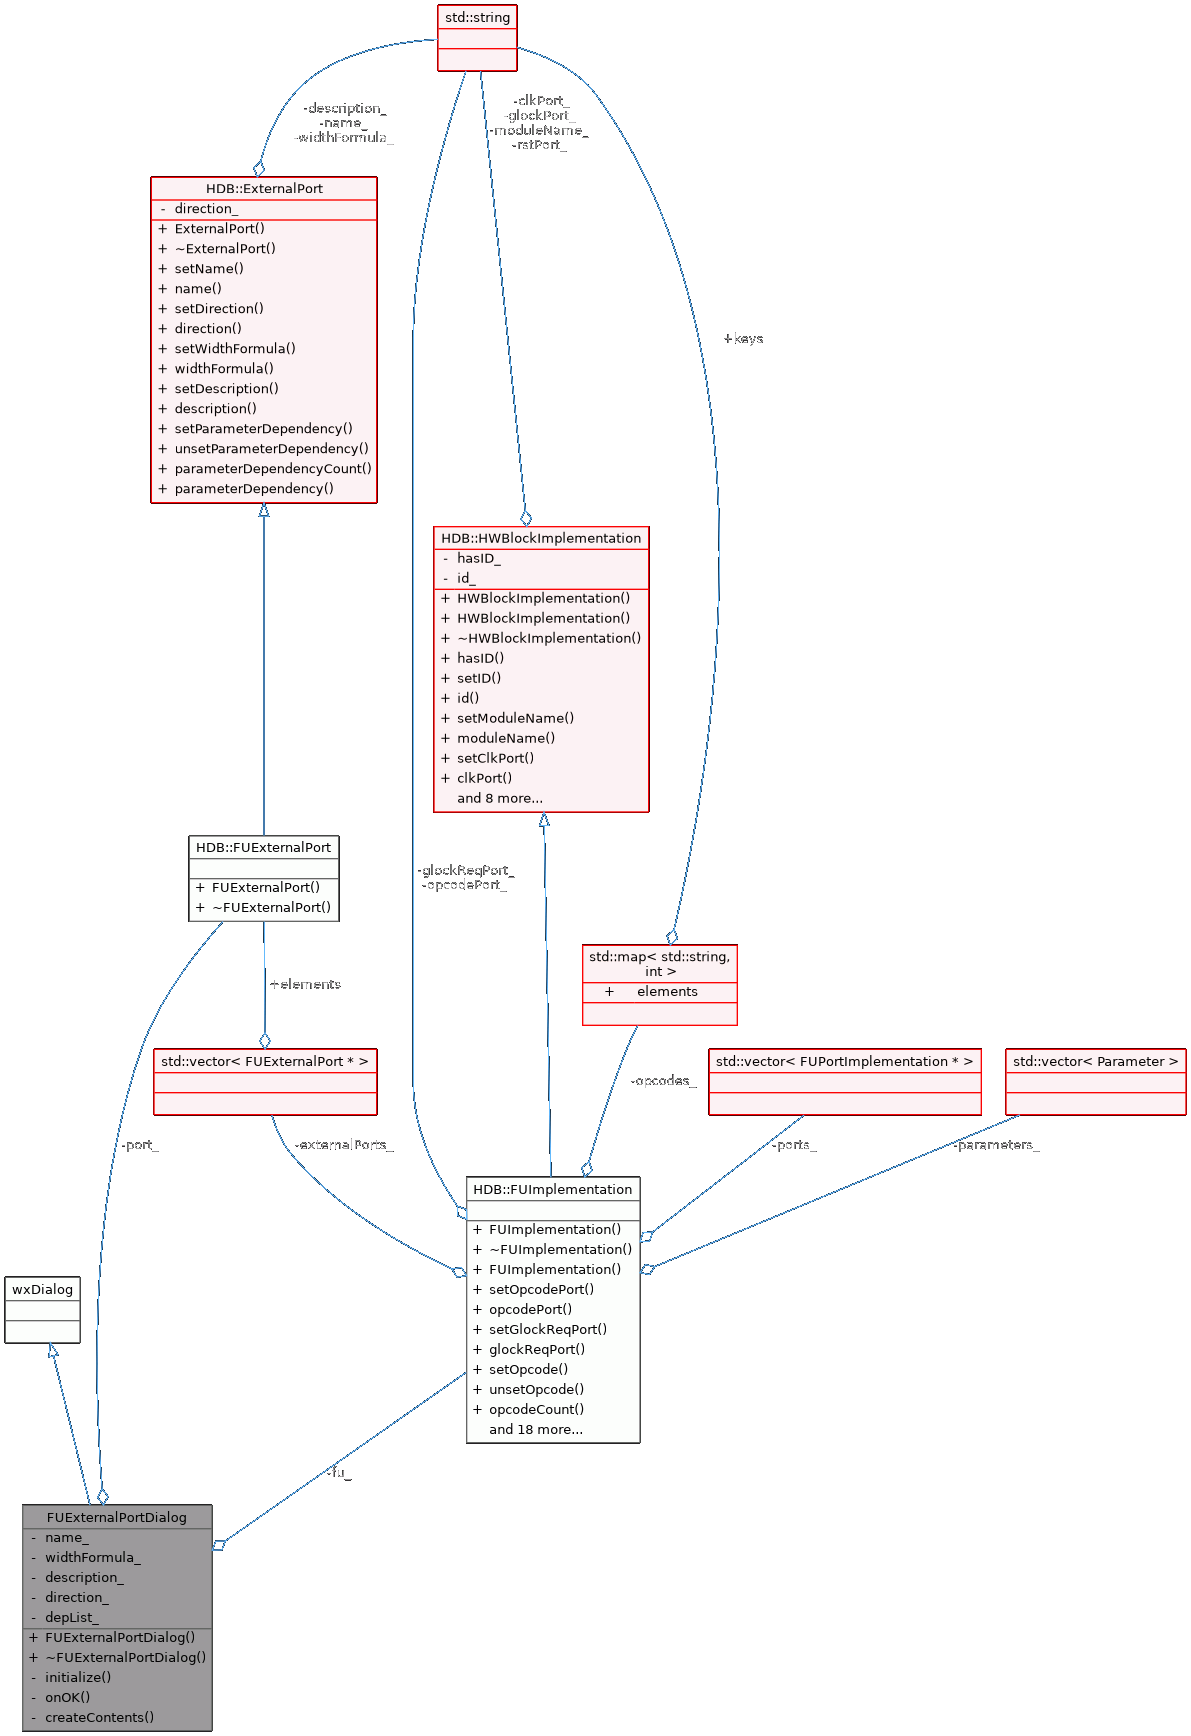 std::string
-description_
-name_
-widthFormula_
-clkPort_
-glockPort_
-moduleName_
-rstPort_
HDB::ExternalPort
- direction_
+ ExternalPort()
+ ~ExternalPort()
+ setName()
+ name()
+ setDirection()
+ direction()
+ setWidthFormula()
+ widthFormula()
+ setDescription()
+ description()
+ setParameterDependency()
+ unsetParameterDependency()
+ parameterDependencyCount()
+ parameterDependency()
+keys
HDB::HWBlockImplementation
- hasID_
- id_
+ HWBlockImplementation()
+ HWBlockImplementation()
+ ~HWBlockImplementation()
+ hasID()
+ setID()
+ id()
+ setModuleName()
+ moduleName()
+ setClkPort()
+ clkPort()
and 8 more...
HDB::FUExternalPort
+ FUExternalPort()
+ ~FUExternalPort()
-glockReqPort_
-opcodePort_
std::map< std::string,
int >
+ elements
+elements
std::vector< FUExternalPort * >
std::vector< FUPortImplementation * >
std::vector< Parameter >
-opcodes_
-port_
-externalPorts_
-ports_
-parameters_
HDB::FUImplementation
+ FUImplementation()
+ ~FUImplementation()
+ FUImplementation()
+ setOpcodePort()
+ opcodePort()
+ setGlockReqPort()
+ glockReqPort()
+ setOpcode()
+ unsetOpcode()
+ opcodeCount()
and 18 more...
wxDialog
-fu_
FUExternalPortDialog
- name_
- widthFormula_
- description_
- direction_
- depList_
+ FUExternalPortDialog()
+ ~FUExternalPortDialog()
- initialize()
- onOK()
- createContents()